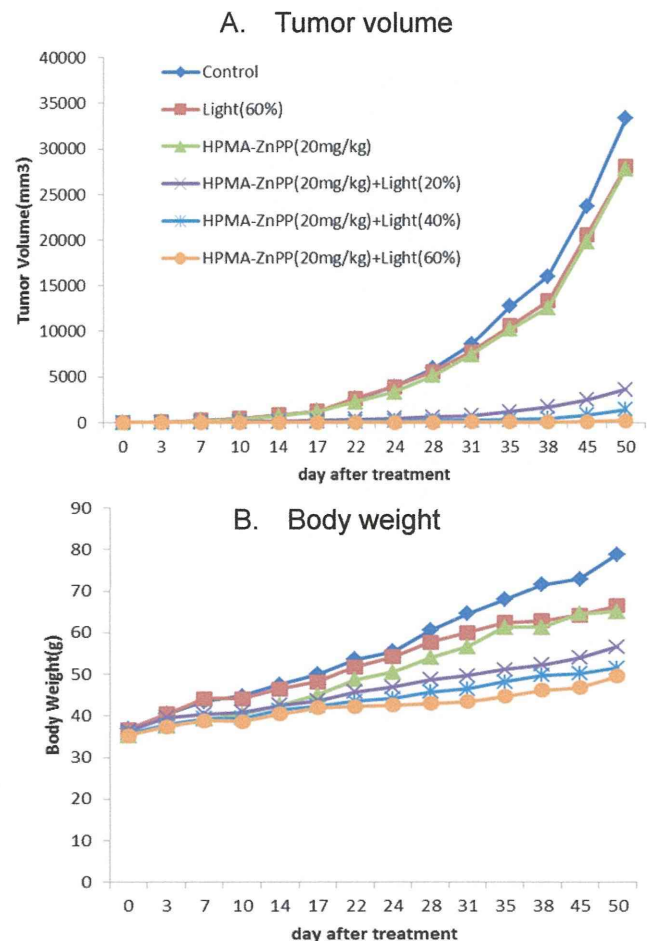 A. Tumor volume
40000
35000
30000
25000
20000
15000
10000
5000
0
Tumor Volume(mm3)
Control
Light(60%)
HPMA-ZnPP(20mg/kg)
HPMA-ZnPP(20mg/kg)+Light(20%)
HPMA-ZnPP(20mg/kg)+Light(40%)
HPMA-ZnPP(20mg/kg)+Light(60%)
0 3 7 10 14 17 22 24 28 31 35 38 45 50
day after treatment
B. Body weight
90
80
70
60
50
40
30
20
10
0
Body Weight(g)
0 3 7 10 14 17 22 24 28 31 35 38 45 50
day after treatment